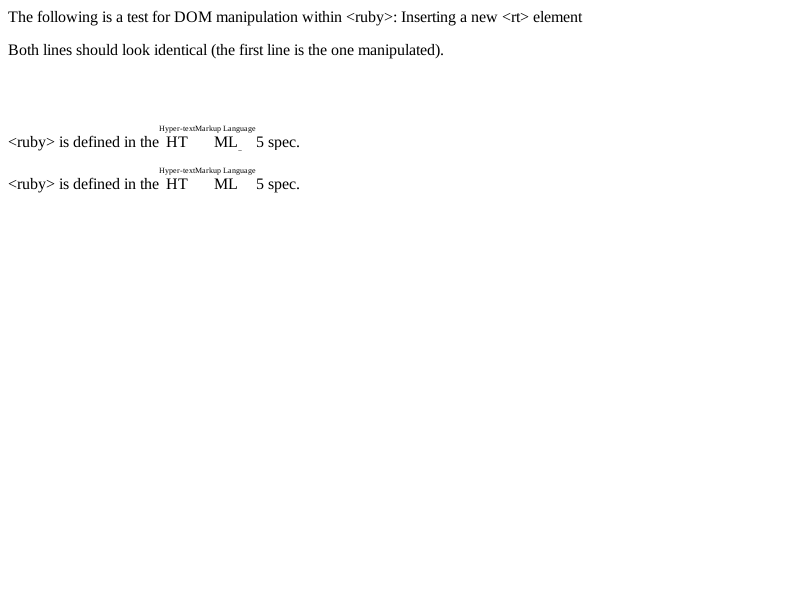 The following is a test for DOM manipulation within <ruby>: Inserting a new <rt> element
Both lines should look identical (the first line is the one manipulated).
Hyper-textMarkup Language
<ruby> is defined in the HT ML_ 5 spec.
Hyper-textMarkup Language
<ruby> is defined in the HT ML 5 spec.